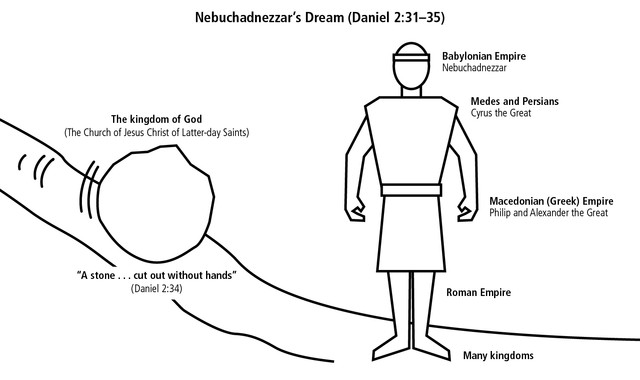 Nebuchadnezzar’s Dream (Daniel 2:31–35)
Babylonian Empire
Nebuchadnezzar
Medes and Persians
Cyrus the Great
The kingdom of God
(The Church of Jesus Christ of Latter-day Saints)
Macedonian (Greek) Empire
Philip and Alexander the Great
“A stone . . . cut out without hands”
(Daniel 2:34)
Roman Empire
Many kingdoms